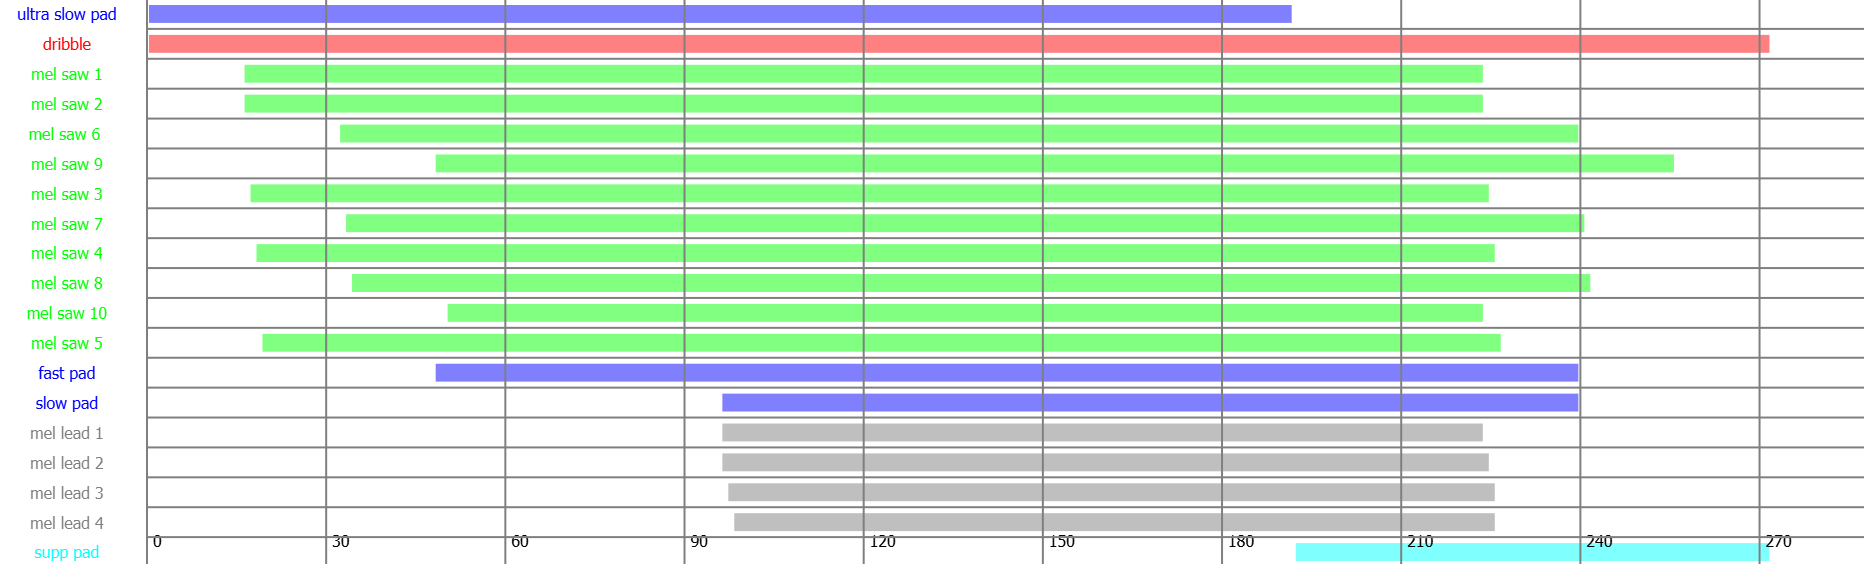 ultra slow pad
dribble
mel saw 1
mel saw 2
mel saw 6
mel saw 9
mel saw 3
mel saw 7
mel saw 4
mel saw 8
mel saw 10
mel saw 5
fast pad
slow pad
mel lead 1
mel lead 2
mel lead 3
mel lead 4
0 30 60 90 120 150 180 210 240 270
supp pad